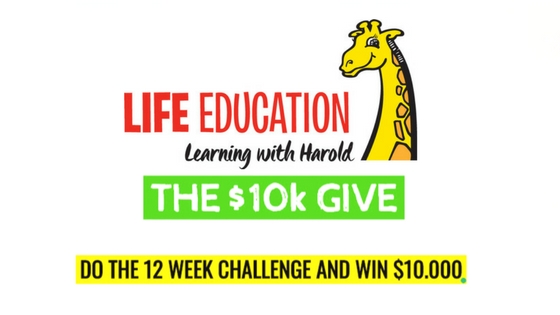 LIFE EDUCATION
Learning with Harold
THE $10k GIVE
DO THE 12 WEEK CHALLENGE AND WIN $10.000